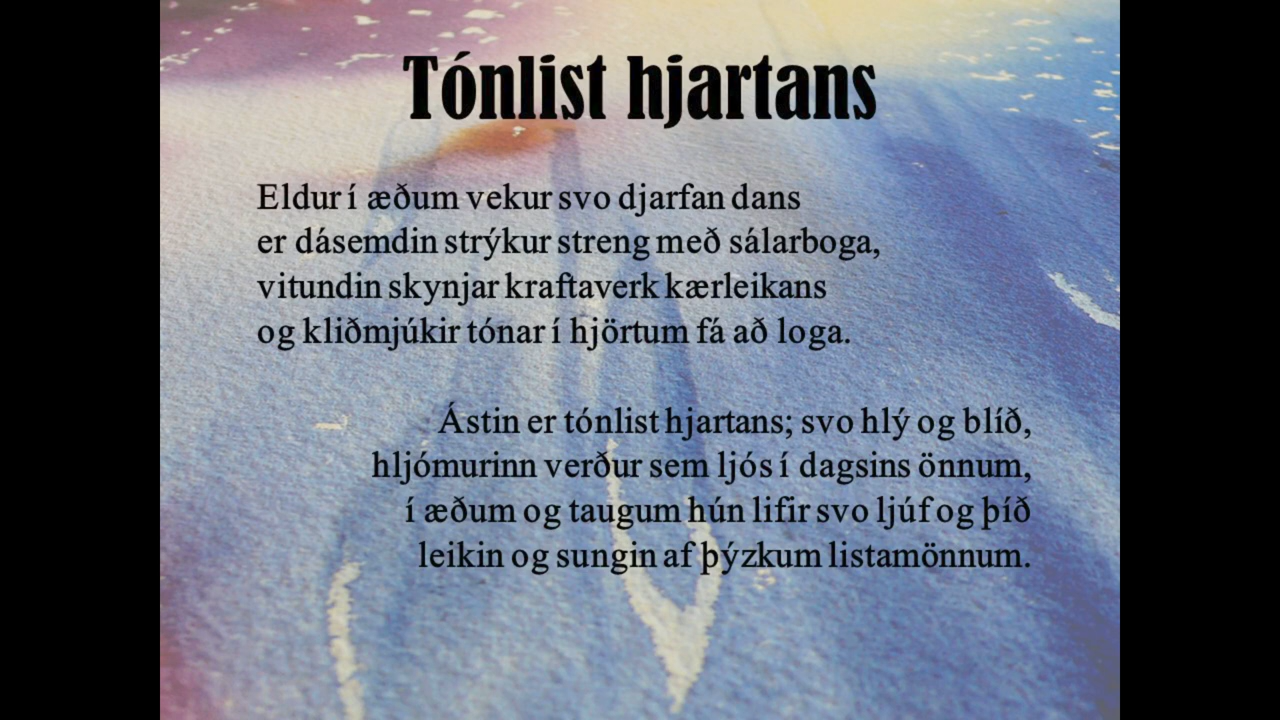 Tónlist hjartans
Eldur í æðum vekur svo djarfan dans
er dásemdin strýkur streng með sálarboga,
vitundin skynjar kraftaverk kærleikans
og kliðmjúkir tónar í hjörtum fá að loga.
Ástin er tónlist hjartans; svo hlý og blíð,
hljómurinn verður sem ljós í dagsins önnum,
í æðum og taugum hún lifir svo ljúf og þíð
leikin og sungin af þýzkum listamönnum.